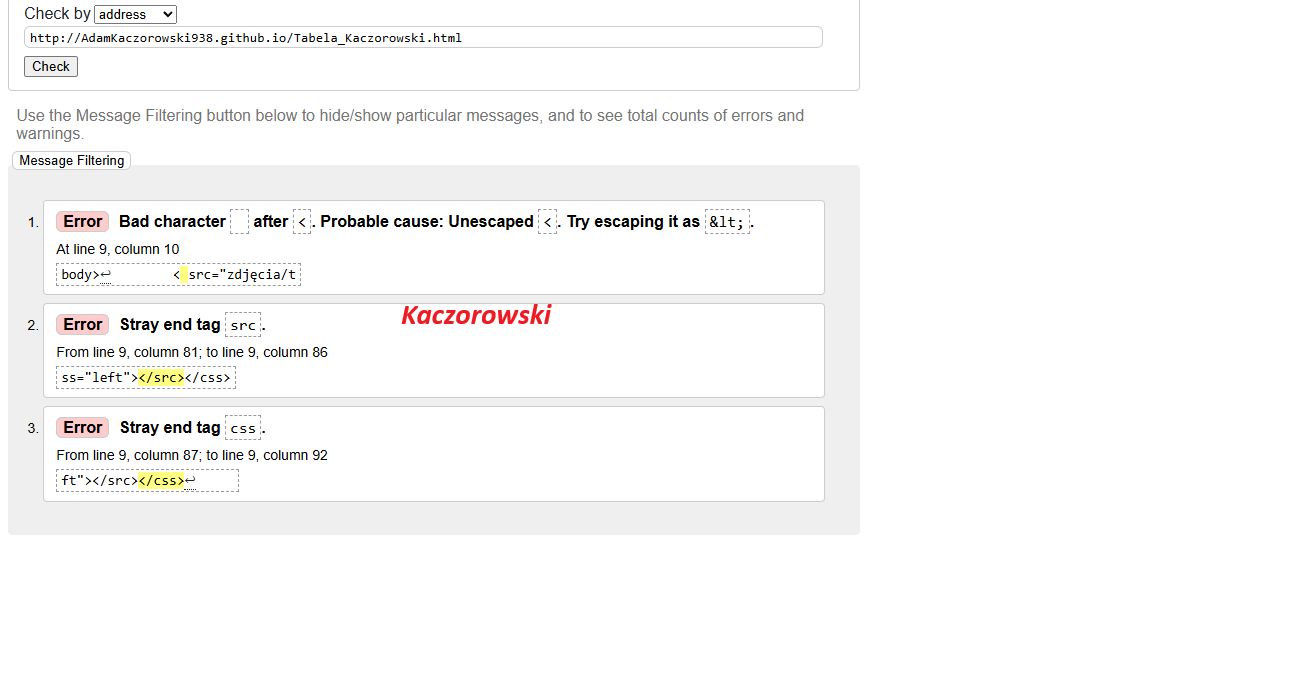 Check by address
http://AdamKaczorowski938.github.io/Tabela_Kaczorowski.html
Check
Use the Message Filtering button below to hide/show particular messages, and to see total counts of errors and
warnings.
Message Filtering
1. Error Bad character   after <. Probable cause: Unescaped <. Try escaping it as &lt;.
At line 9, column 10
body>↩        < src="zdjęcia/t
Kaczorowski
2. Error Stray end tag src.
From line 9, column 81; to line 9, column 86
ss="left"></src></css>
3. Error Stray end tag css.
From line 9, column 87; to line 9, column 92
ft"></src></css>↩